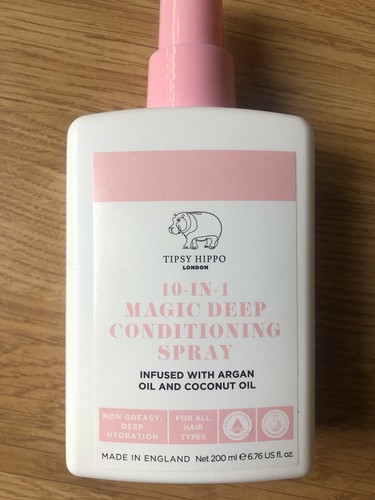 TIPSY HIPPO
LONDON
10-IN-1
MAGIC DEEP
CONDITIONING
SPRAY
INFUSED WITH ARGAN
OIL AND COCONUT OIL
NON GREASY,
DEEP
HYDRATION
FOR ALL
HAIR
TYPES
MADE IN ENGLAND Net 200 ml ℮ 6.76 US fl. oz.